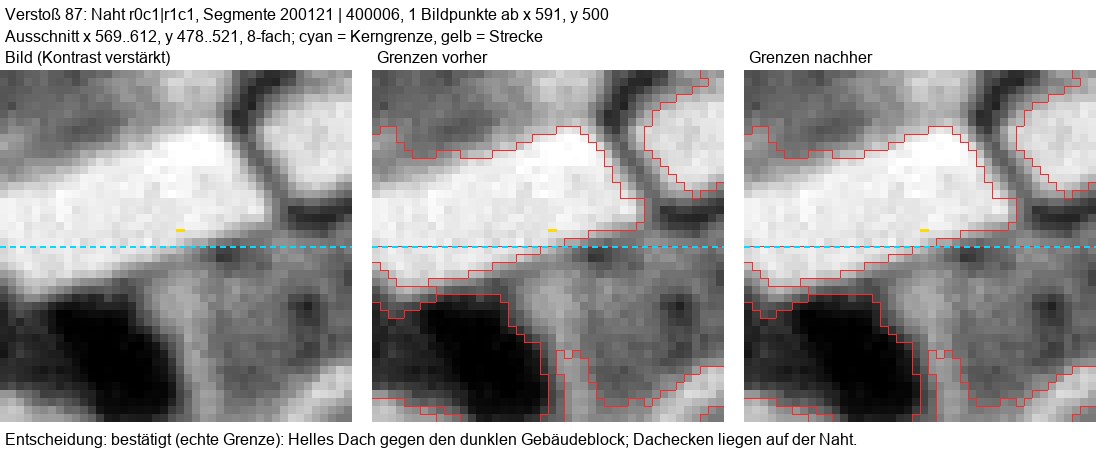 Verstoß 87: Naht r0c1|r1c1, Segmente 200121 | 400006, 1 Bildpunkte ab x 591, y 500
Ausschnitt x 569..612, y 478..521, 8-fach; cyan = Kerngrenze, gelb = Strecke
Bild (Kontrast verstärkt) Grenzen vorher Grenzen nachher
Entscheidung: bestätigt (echte Grenze): Helles Dach gegen den dunklen Gebäudeblock; Dachecken liegen auf der Naht.